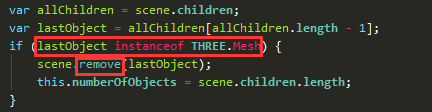 var allChildren = scene.children;
var lastObject = allChildren[allChildren.length - 1];
if (lastObject instanceof THREE.Mesh) {
scene.remove(lastObject);
this.numberOfObjects = scene.children.length;
}